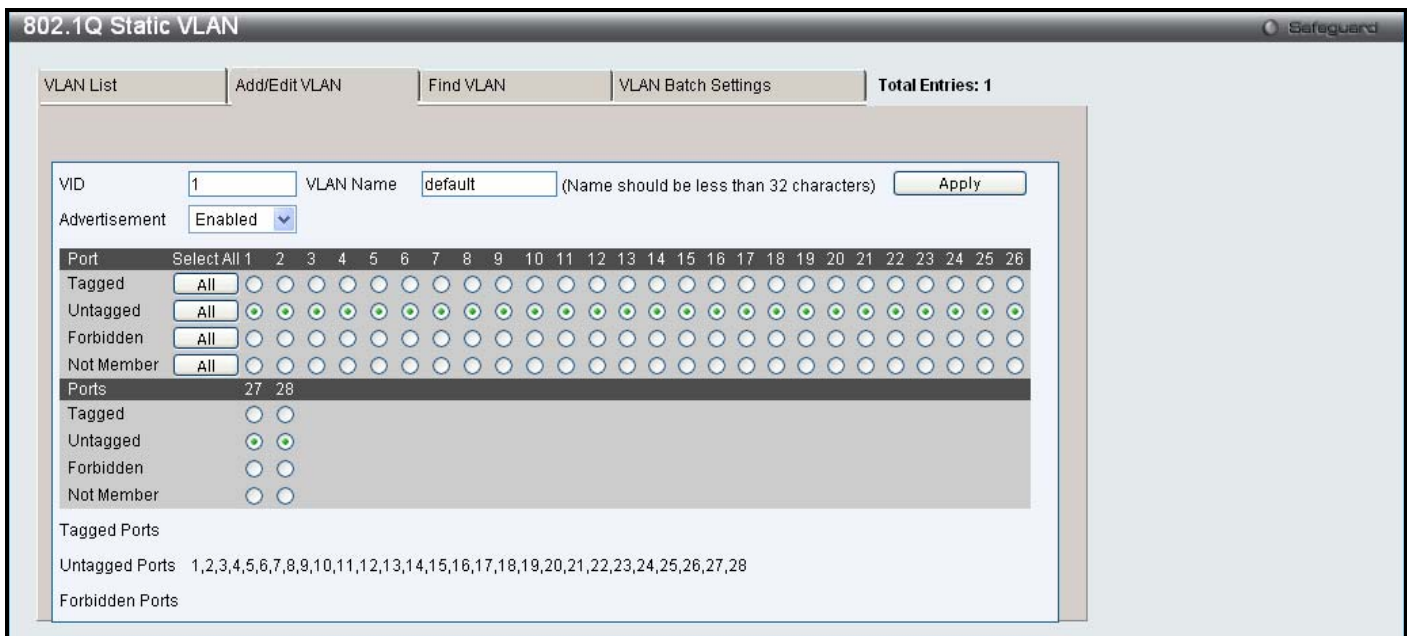 802.1Q Static VLAN Safeguard
VLAN List Add/Edit VLAN Find VLAN VLAN Batch Settings Total Entries: 1
VID 1 VLAN Name default (Name should be less than 32 characters) Apply
Advertisement Enabled
Port Select All 1 2 3 4 5 6 7 8 9 10 11 12 13 14 15 16 17 18 19 20 21 22 23 24 25 26
Tagged All
Untagged All
Forbidden All
Not Member All
Ports 27 28
Tagged
Untagged
Forbidden
Not Member
Tagged Ports
Untagged Ports 1,2,3,4,5,6,7,8,9,10,11,12,13,14,15,16,17,18,19,20,21,22,23,24,25,26,27,28
Forbidden Ports